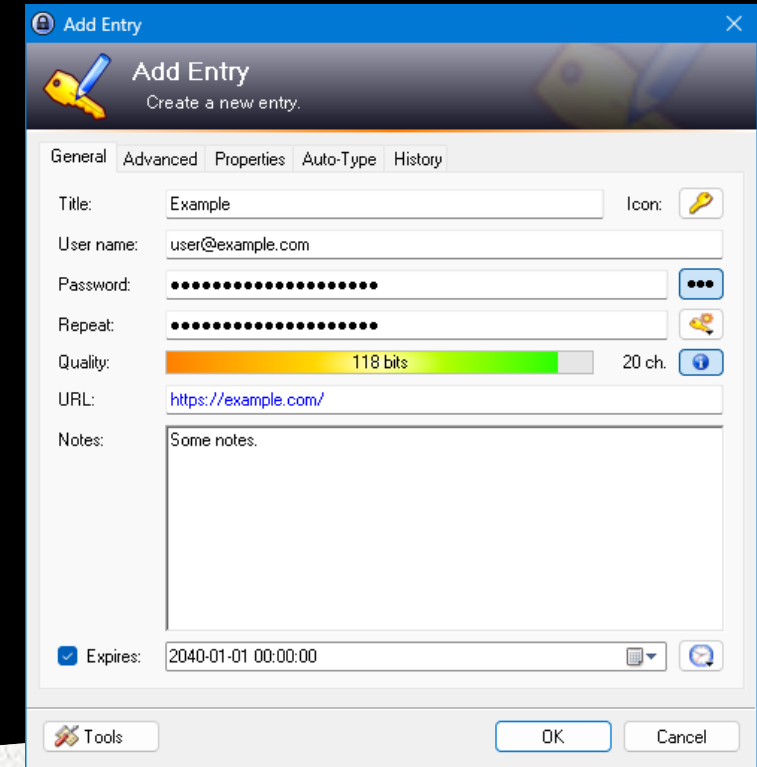 Add Entry
Add Entry
Create a new entry.
General Advanced Properties Auto-Type History
Title: Example Icon:
User name: user@example.com
Password: ●●●●●●●●●●●●●●●●●●●● ●●●
Repeat: ●●●●●●●●●●●●●●●●●●●●
Quality: 118 bits 20 ch.
URL: https://example.com/
Notes: Some notes.
Expires: 2040-01-01 00:00:00
Tools OK Cancel